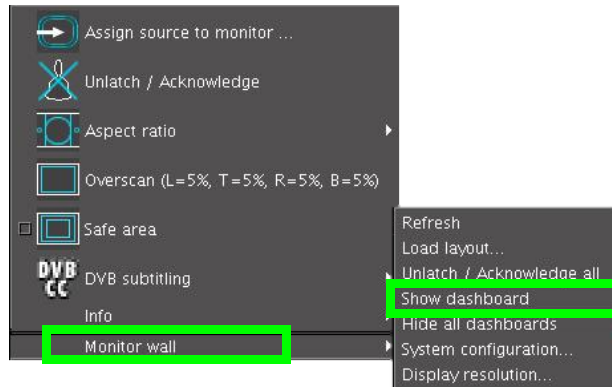 Assign source to monitor ...
Unlatch / Acknowledge
Aspect ratio
Overscan (L=5%, T=5%, R=5%, B=5%)
Safe area
DVB CC DVB subtitling
Info
Monitor wall
Refresh
Load layout...
Unlatch / Acknowledge all
Show dashboard
Hide all dashboards
System configuration...
Display resolution...